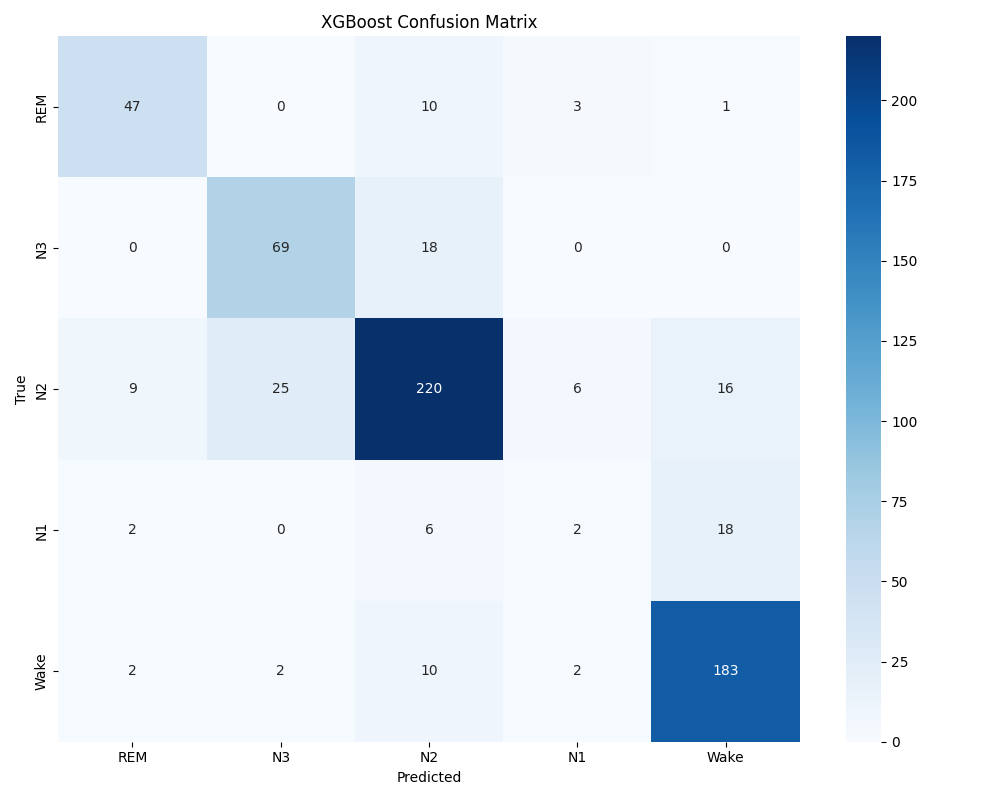 XGBoost Confusion Matrix
True
REM 47 0 10 3 1
N3 0 69 18 0 0
N2 9 25 220 6 16
N1 2 0 6 2 18
Wake 2 2 10 2 183
REM N3 N2 N1 Wake
Predicted
200
175
150
125
100
75
50
25
0